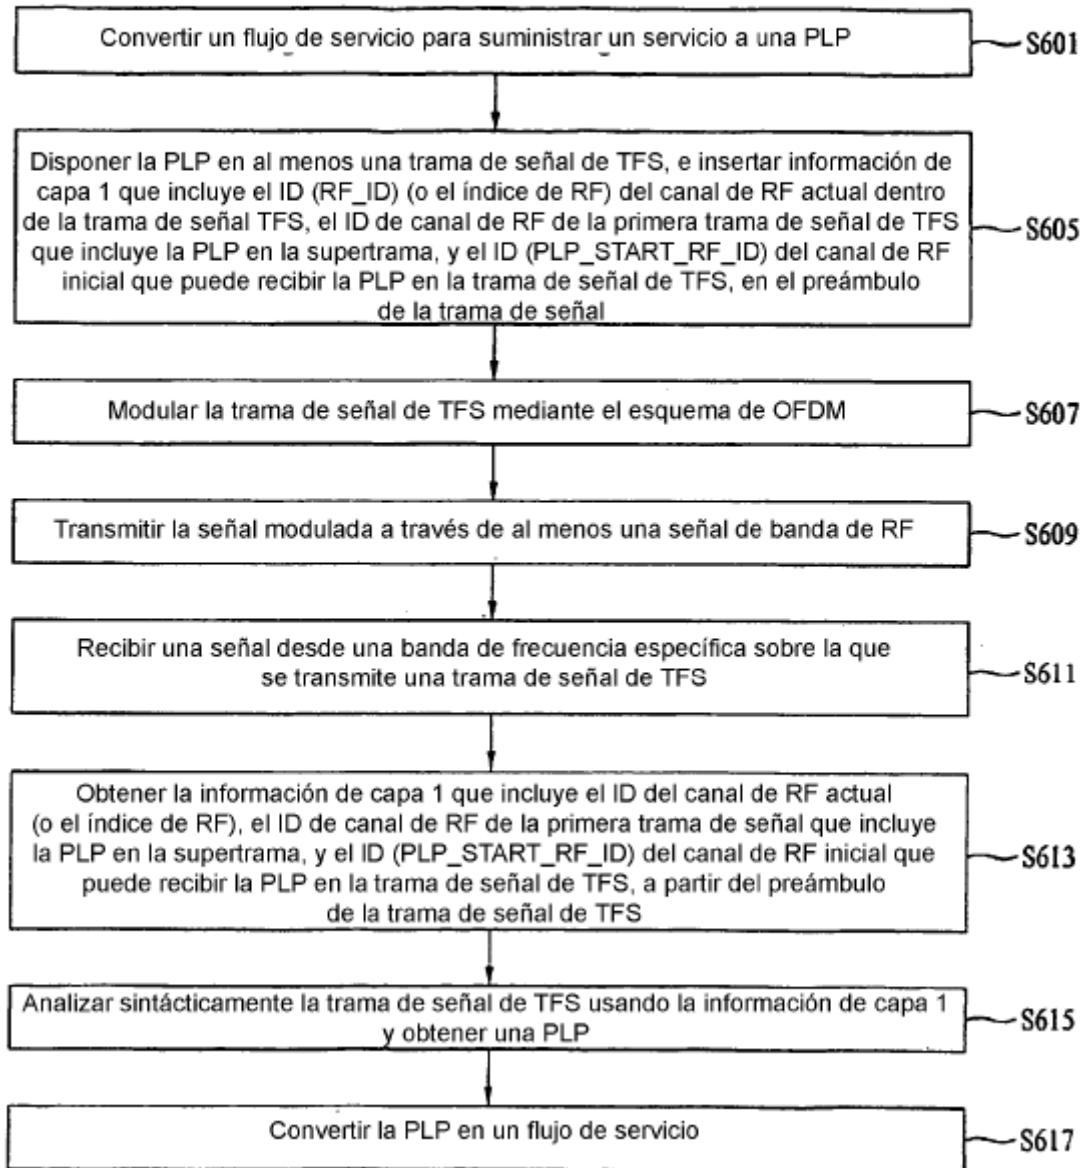 Convertir un flujo de servicio para suministrar un servicio a una PLP
S601
Disponer la PLP en al menos una trama de señal de TFS, e insertar información de
capa 1 que incluye el ID (RF_ID) (o el índice de RF) del canal de RF actual dentro
de la trama de señal TFS, el ID de canal de RF de la primera trama de señal de TFS
que incluye la PLP en la supertrama, y el ID (PLP_START_RF_ID) del canal de RF
inicial que puede recibir la PLP en la trama de señal de TFS, en el preámbulo
de la trama de señal
S605
Modular la trama de señal de TFS mediante el esquema de OFDM
S607
Transmitir la señal modulada a través de al menos una señal de banda de RF
S609
Recibir una señal desde una banda de frecuencia específica sobre la que
se transmite una trama de señal de TFS
S611
Obtener la información de capa 1 que incluye el ID del canal de RF actual
(o el índice de RF), el ID de canal de RF de la primera trama de señal que incluye
la PLP en la supertrama, y el ID (PLP_START_RF_ID) del canal de RF inicial que
puede recibir la PLP en la trama de señal de TFS, a partir del preámbulo
de la trama de señal de TFS
S613
Analizar sintácticamente la trama de señal de TFS usando la información de capa 1
y obtener una PLP
S615
Convertir la PLP en un flujo de servicio
S617